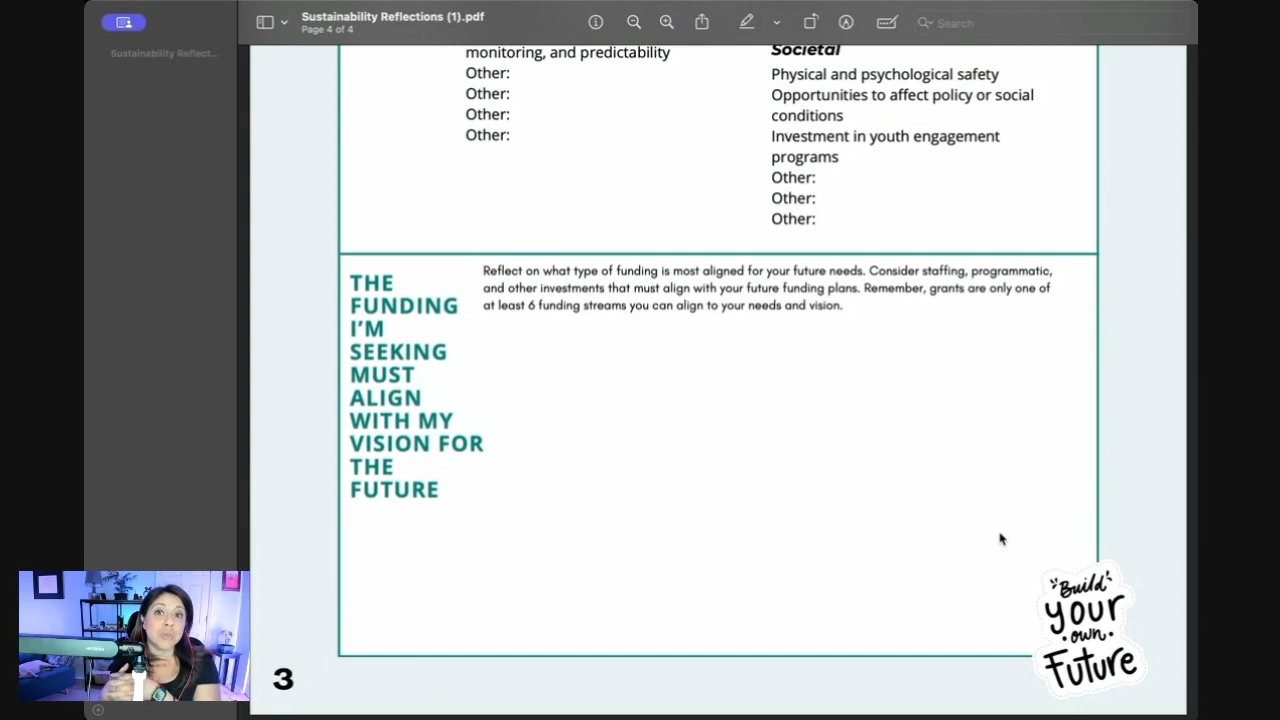 Sustainability Reflections (1).pdf
Page 4 of 4
Search
Sustainability Reflect...
monitoring, and predictability
Other:
Other:
Other:
Other:
Societal
Physical and psychological safety
Opportunities to affect policy or social
conditions
Investment in youth engagement
programs
Other:
Other:
Other:
THE
FUNDING
I'M
SEEKING
MUST
ALIGN
WITH MY
VISION FOR
THE
FUTURE
Reflect on what type of funding is most aligned for your future needs. Consider staffing, programmatic,
and other investments that must align with your future funding plans. Remember, grants are only one of
at least 6 funding streams you can align to your needs and vision.
3
Build
your
own
Future